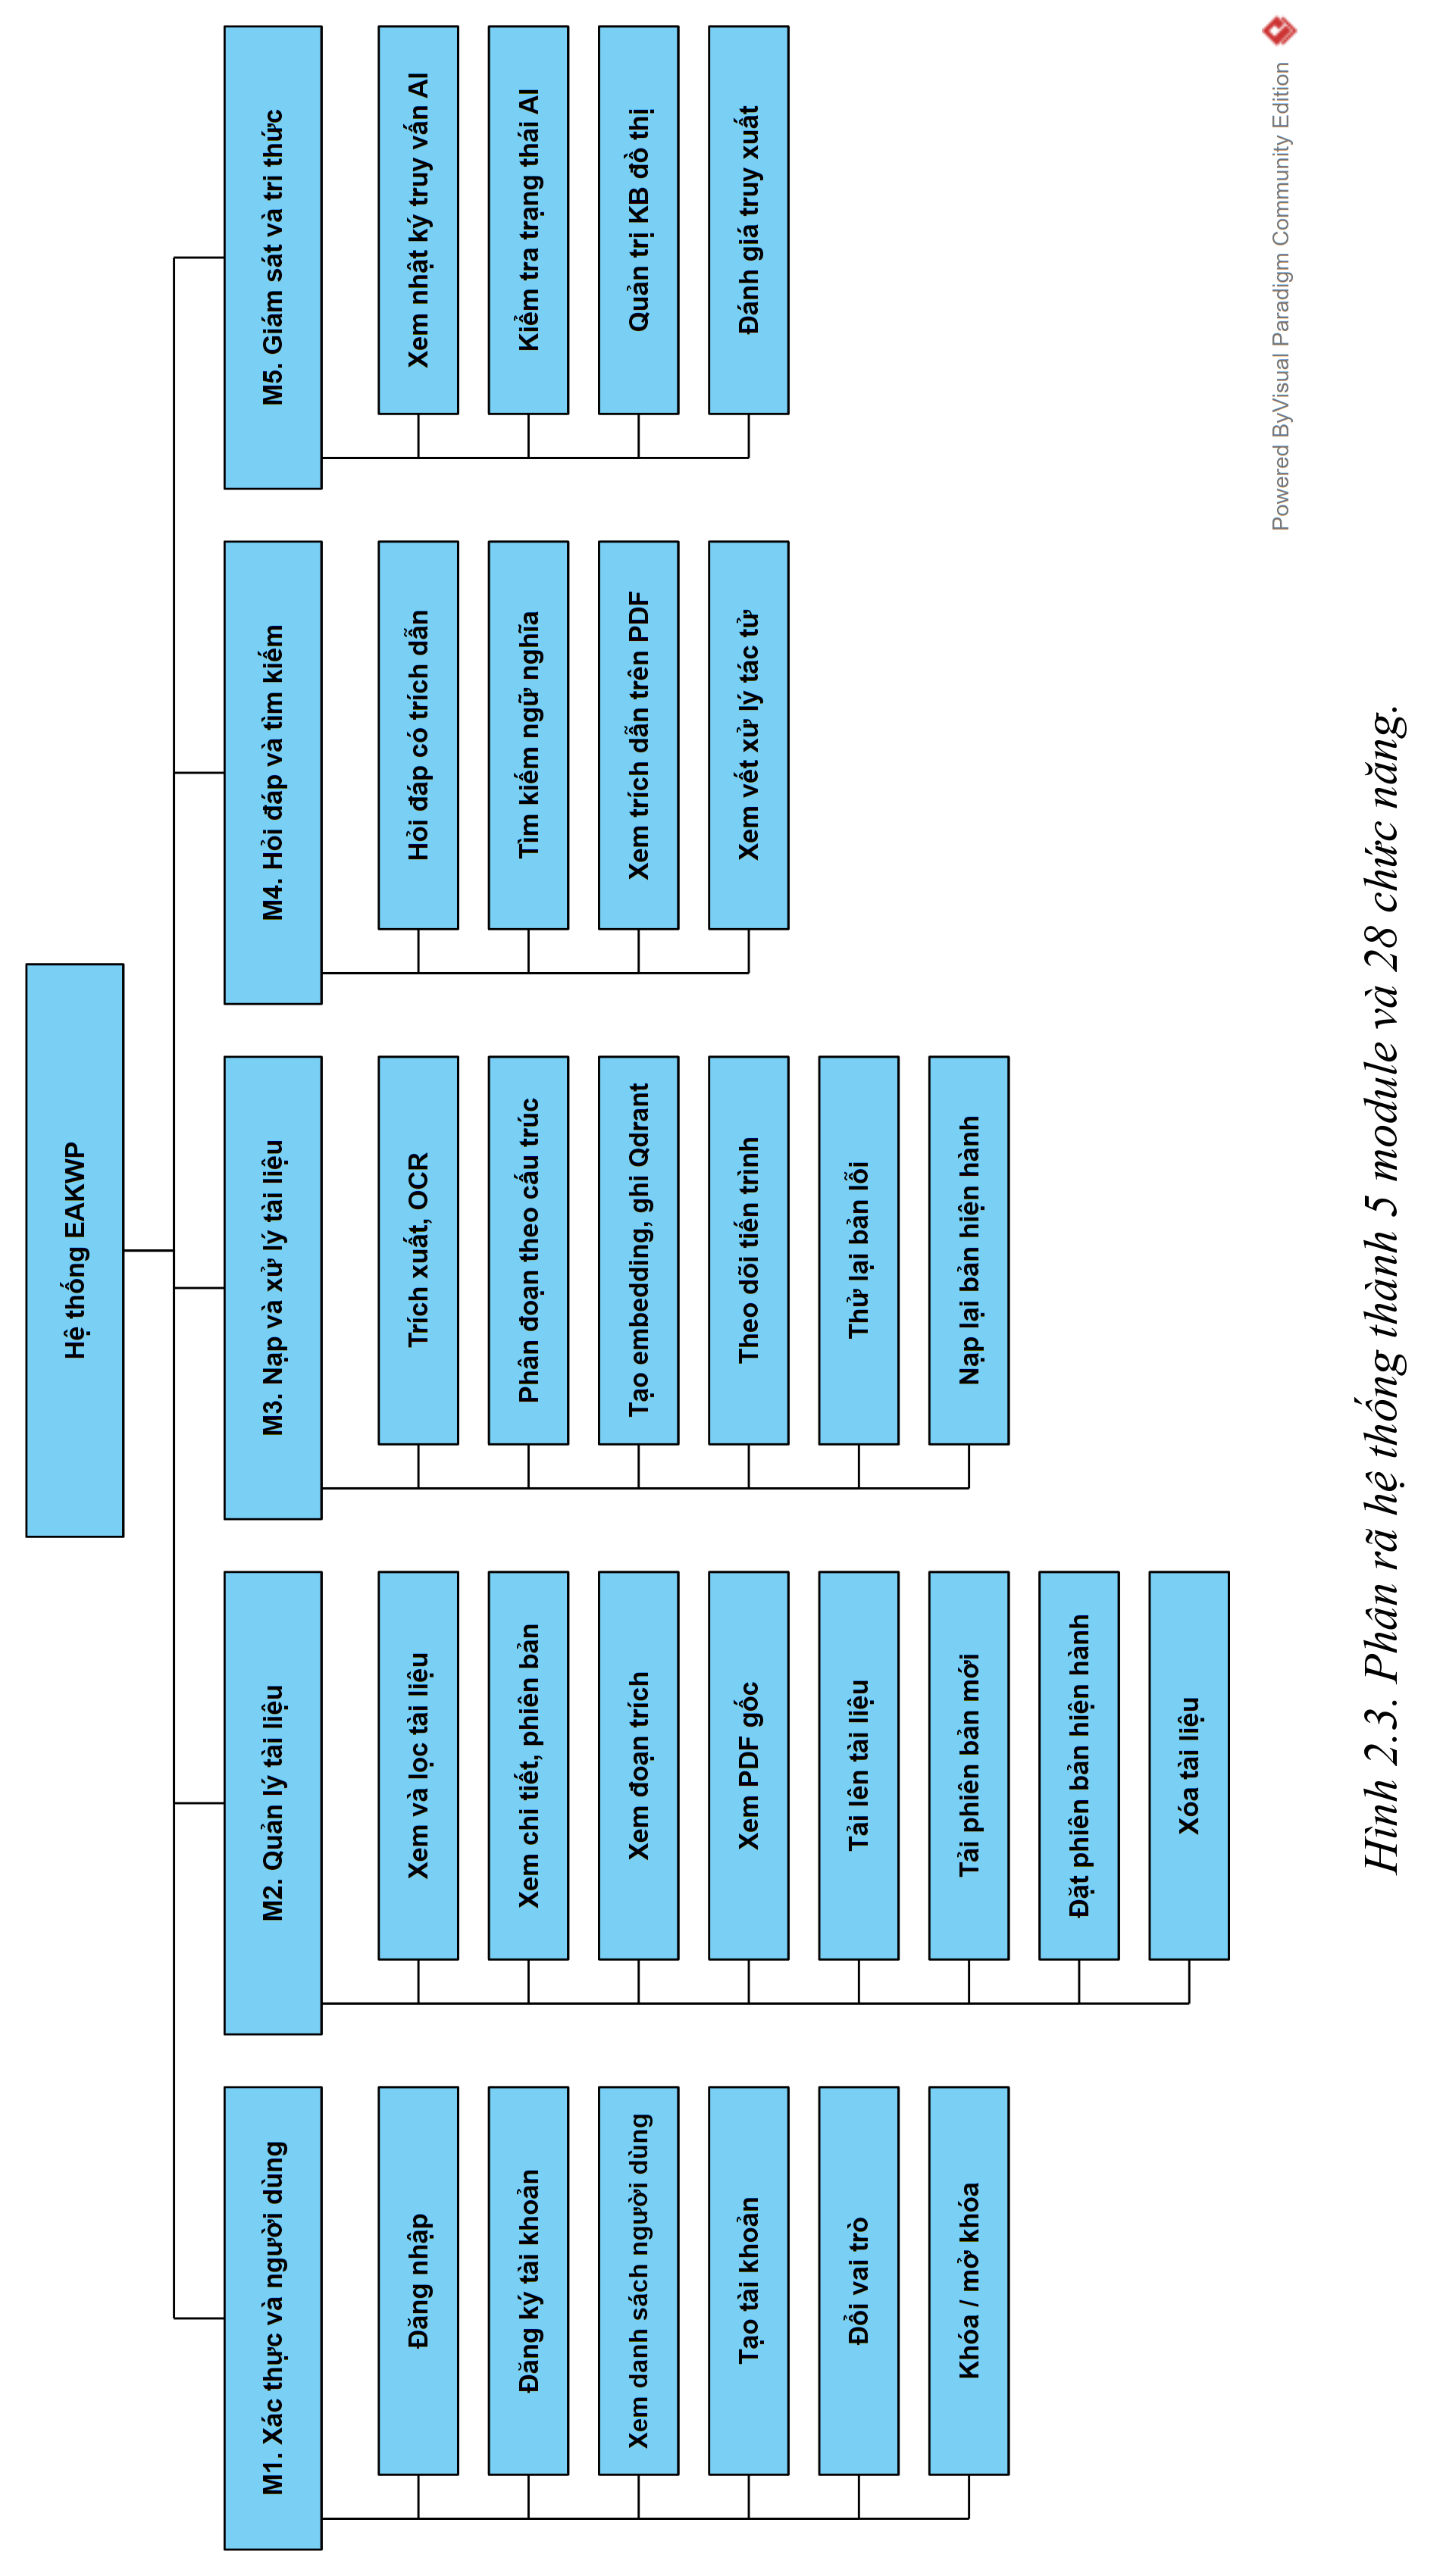 Hệ thống EAKWP
M1. Xác thực và người dùng
Đăng nhập
Đăng ký tài khoản
Xem danh sách người dùng
Tạo tài khoản
Đổi vai trò
Khóa / mở khóa
M2. Quản lý tài liệu
Xem và lọc tài liệu
Xem chi tiết, phiên bản
Xem đoạn trích
Xem PDF gốc
Tải lên tài liệu
Tải phiên bản mới
Đặt phiên bản hiện hành
Xóa tài liệu
M3. Nạp và xử lý tài liệu
Trích xuất, OCR
Phân đoạn theo cấu trúc
Tạo embedding, ghi Qdrant
Theo dõi tiến trình
Thử lại bản lỗi
Nạp lại bản hiện hành
M4. Hỏi đáp và tìm kiếm
Hỏi đáp có trích dẫn
Tìm kiếm ngữ nghĩa
Xem trích dẫn trên PDF
Xem vết xử lý tác tử
M5. Giám sát và tri thức
Xem nhật ký truy vấn AI
Kiểm tra trạng thái AI
Quản trị KB đồ thị
Đánh giá truy xuất
Powered ByVisual Paradigm Community Edition
Hình 2.3. Phân rã hệ thống thành 5 module và 28 chức năng.